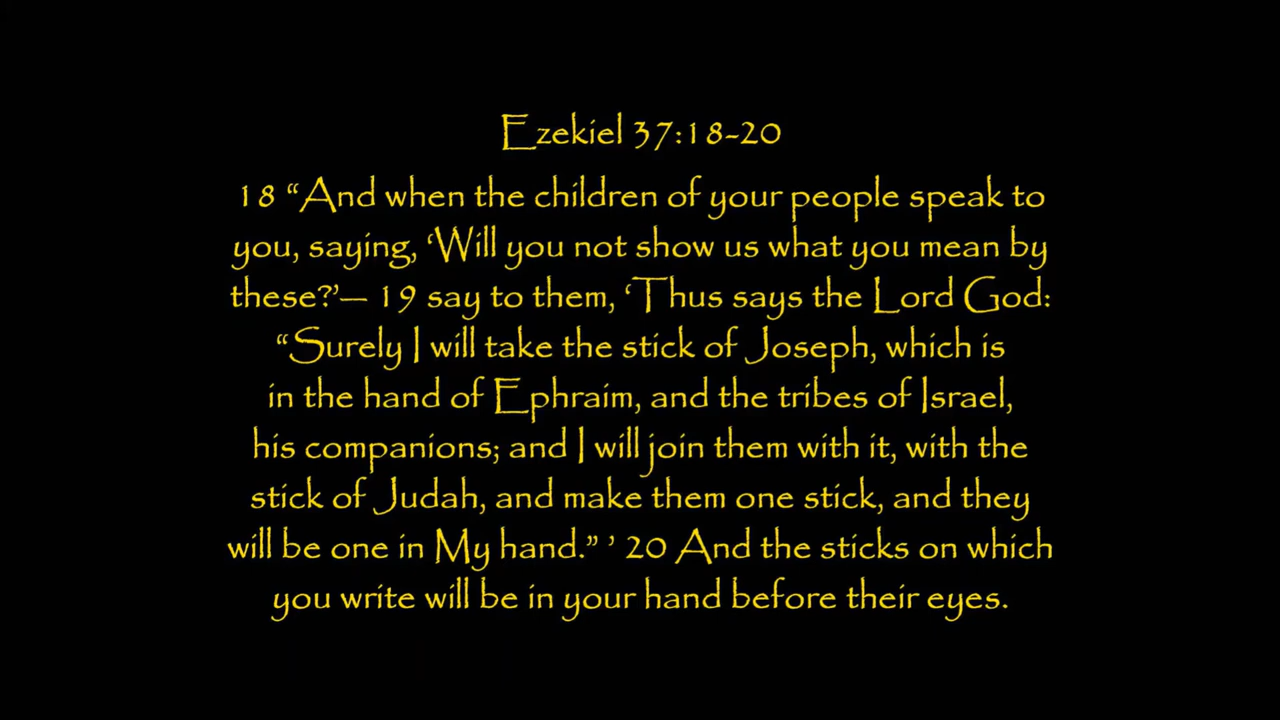 Ezekiel 37:18-20
18 “And when the children of your people speak to
you, saying, ‘Will you not show us what you mean by
these?’— 19 say to them, ‘Thus says the Lord God:
“Surely I will take the stick of Joseph, which is
in the hand of Ephraim, and the tribes of Israel,
his companions; and I will join them with it, with the
stick of Judah, and make them one stick, and they
will be one in My hand.” ’ 20 And the sticks on which
you write will be in your hand before their eyes.